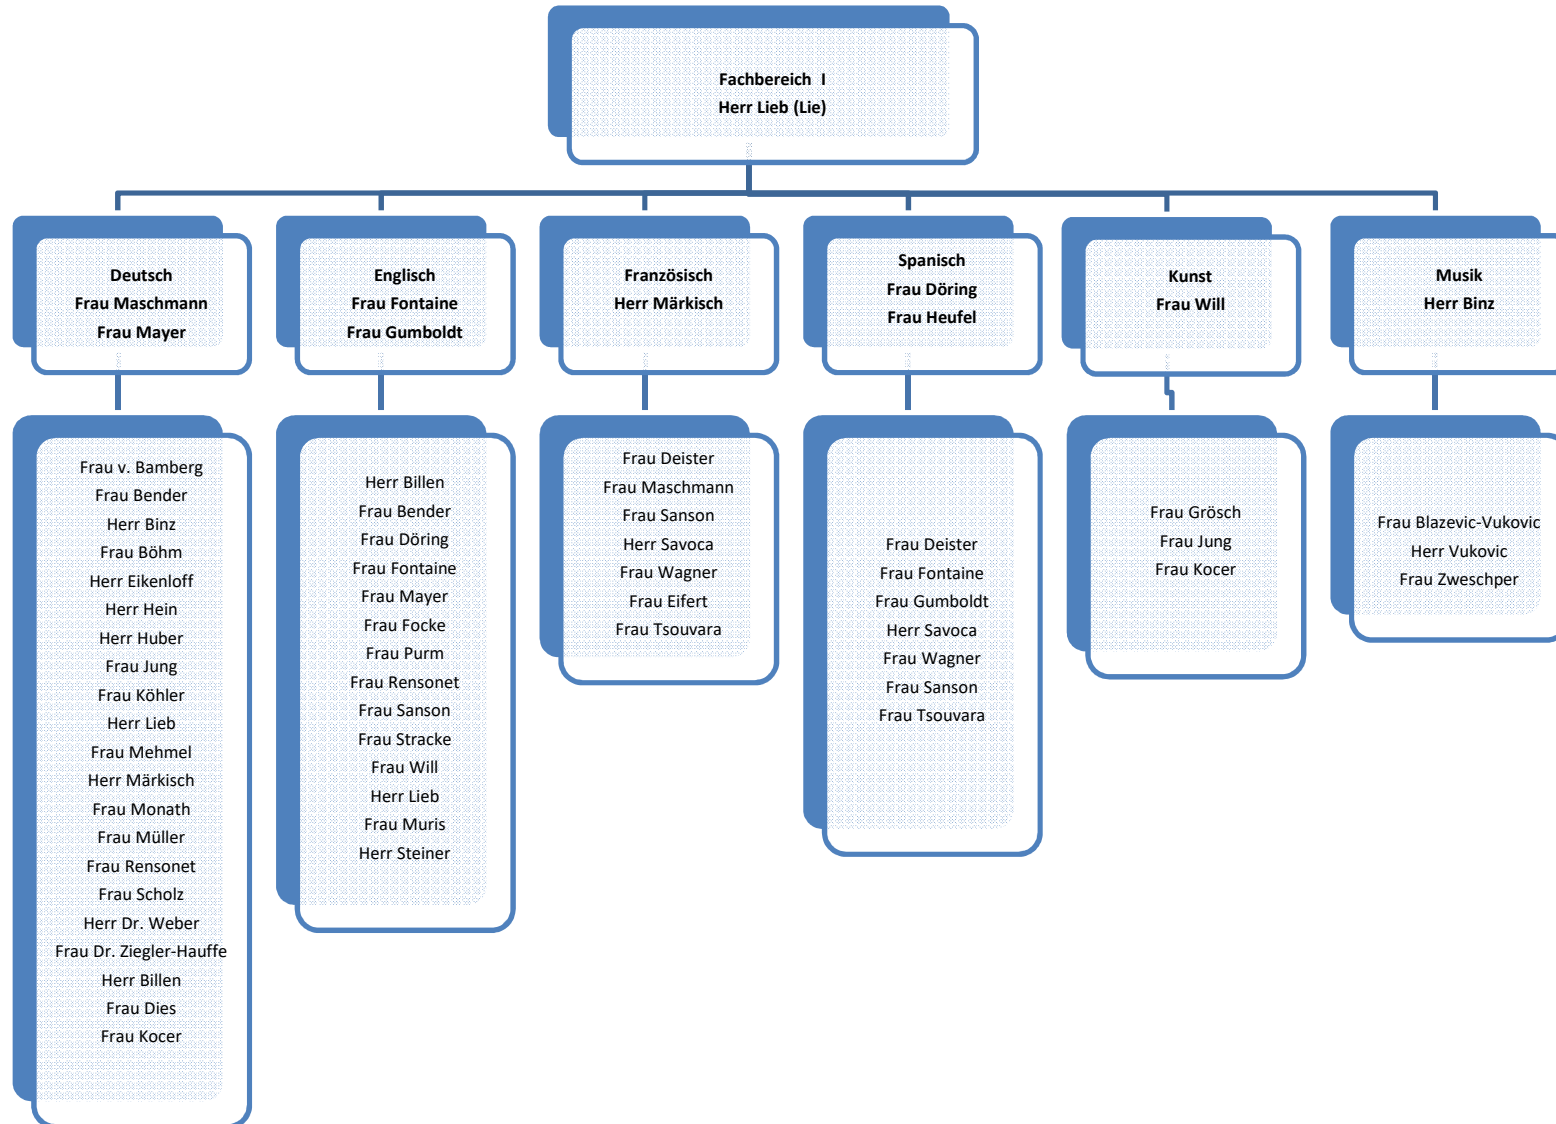 Fachbereich I
Herr Lieb (Lie)
Deutsch
Frau Maschmann
Frau Mayer
Englisch
Frau Fontaine
Frau Gumboldt
Französisch
Herr Märkisch
Spanisch
Frau Döring
Frau Heufel
Kunst
Frau Will
Musik
Herr Binz
Frau v. Bamberg
Frau Bender
Herr Binz
Frau Böhm
Herr Eikenloff
Herr Hein
Herr Huber
Frau Jung
Frau Köhler
Herr Lieb
Frau Mehmel
Herr Märkisch
Frau Monath
Frau Müller
Frau Rensonet
Frau Scholz
Herr Dr. Weber
Frau Dr. Ziegler-Hauffe
Herr Billen
Frau Dies
Frau Kocer
Herr Billen
Frau Bender
Frau Döring
Frau Fontaine
Frau Mayer
Frau Focke
Frau Purm
Frau Rensonet
Frau Sanson
Frau Stracke
Frau Will
Herr Lieb
Frau Muris
Herr Steiner
Frau Deister
Frau Maschmann
Frau Sanson
Herr Savoca
Frau Wagner
Frau Eifert
Frau Tsouvara
Frau Deister
Frau Fontaine
Frau Gumboldt
Herr Savoca
Frau Wagner
Frau Sanson
Frau Tsouvara
Frau Grösch
Frau Jung
Frau Kocer
Frau Blazevic-Vukovic
Herr Vukovic
Frau Zweschper